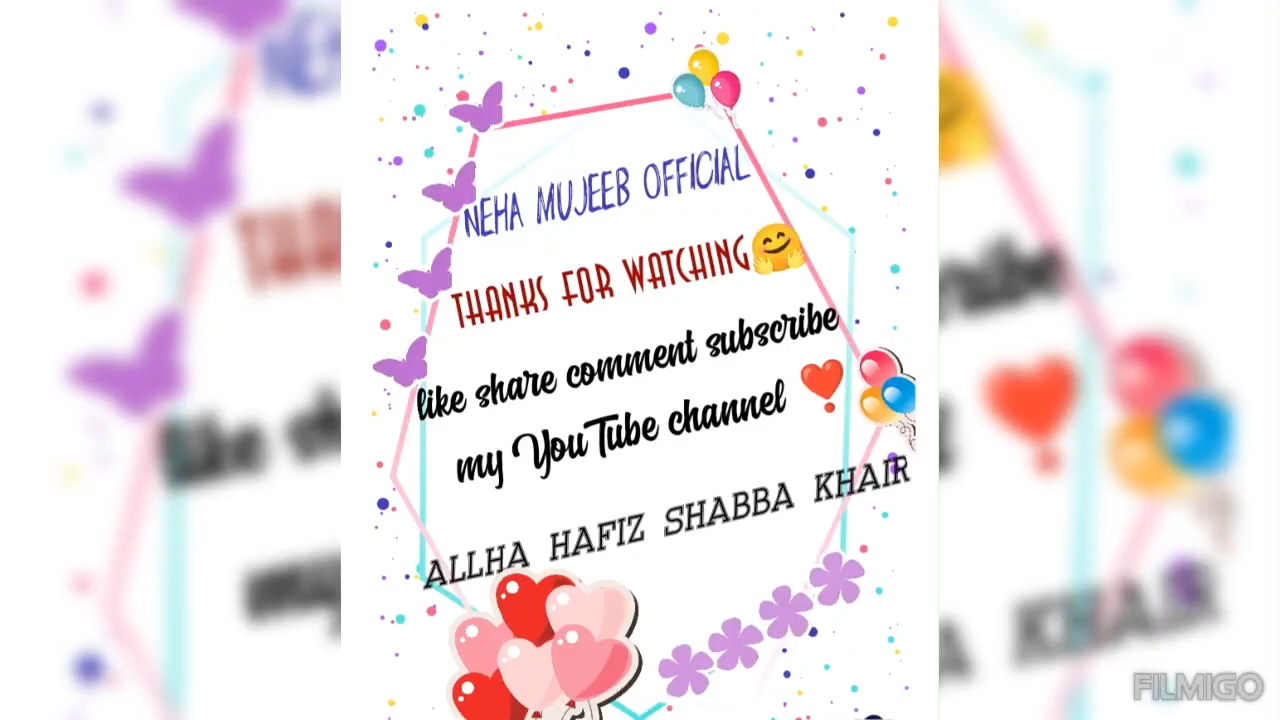 NEHA MUJEEB OFFICIAL
THANKS FOR WATCHING🤗
like share comment subscribe
my YouTube channel ❣️
ALLHA HAFIZ SHABBA KHAIR
FILMIGO